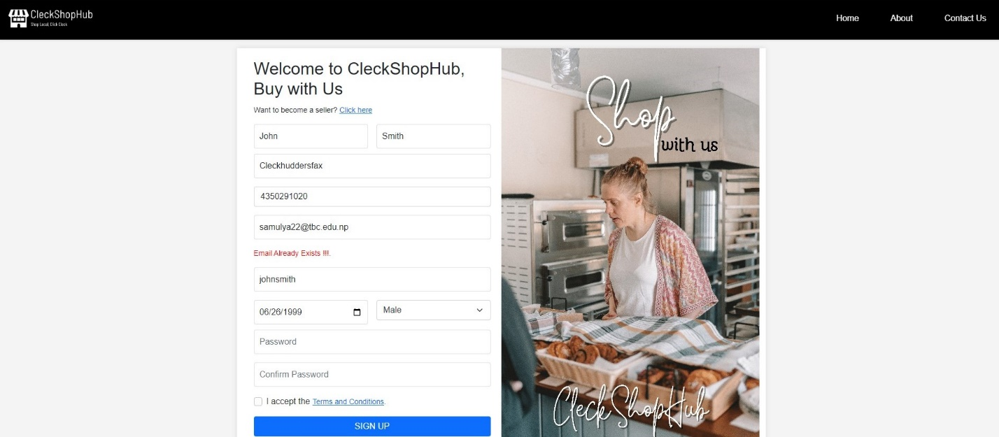 CleckShopHub
Shop Local, Click Cleck
Home
About
Contact Us
Welcome to CleckShopHub,
Buy with Us
Want to become a seller? Click here
John
Smith
Cleckhuddersfax
4350291020
samulya22@tbc.edu.np
Email Already Exists !!!.
johnsmith
06/26/1999
Male
Password
Confirm Password
I accept the Terms and Conditions.
SIGN UP
Shop
with us
CleckShopHub